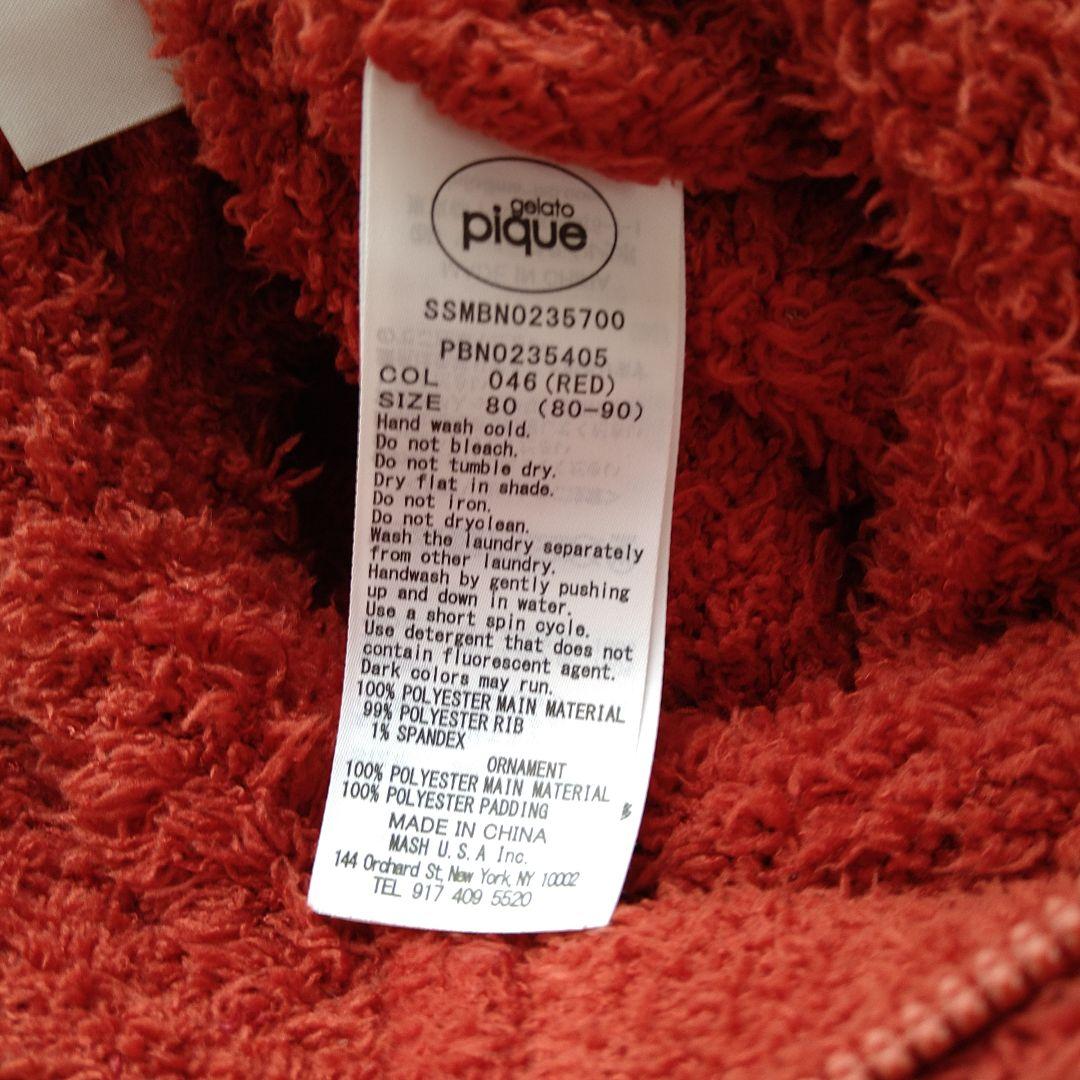 gelato
pique
SSMBN0235700
PBN0235405
COL 046 (RED)
SIZE 80 (80-90)
Hand wash cold.
Do not bleach.
Do not tumble dry.
Dry flat in shade.
Do not iron.
Do not dryclean.
Wash the laundry separately
from other laundry.
Handwash by gently pushing
up and down in water.
Use a short spin cycle.
Use detergent that does not
contain fluorescent agent.
Dark colors may run.
100% POLYESTER MAIN MATERIAL
99% POLYESTER RIB
1% SPANDEX
ORNAMENT
100% POLYESTER MAIN MATERIAL
100% POLYESTER PADDING
MADE IN CHINA
MASH U.S.A Inc.
144 Orchard St, New York, NY 10002
TEL 917 409 5520